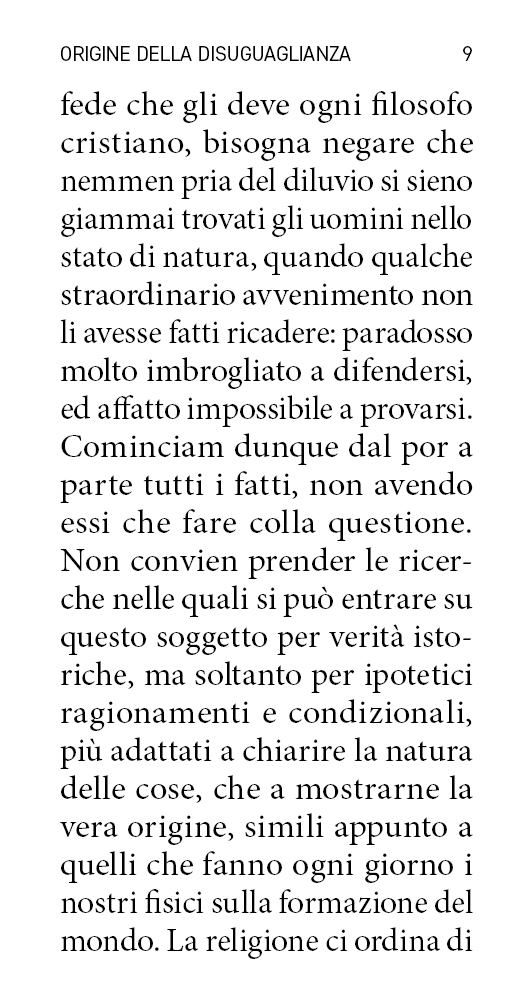 ORIGINE DELLA DISUGUAGLIANZA 9
fede che gli deve ogni filosofo
cristiano, bisogna negare che
nemmen pria del diluvio si sieno
giammai trovati gli uomini nello
stato di natura, quando qualche
straordinario avvenimento non
li avesse fatti ricadere: paradosso
molto imbrogliato a difendersi,
ed affatto impossibile a provarsi.
Cominciam dunque dal por a
parte tutti i fatti, non avendo
essi che fare colla questione.
Non convien prender le ricer-
che nelle quali si può entrare su
questo soggetto per verità isto-
riche, ma soltanto per ipotetici
ragionamenti e condizionali,
più adattati a chiarire la natura
delle cose, che a mostrarne la
vera origine, simili appunto a
quelli che fanno ogni giorno i
nostri fisici sulla formazione del
mondo. La religione ci ordina di